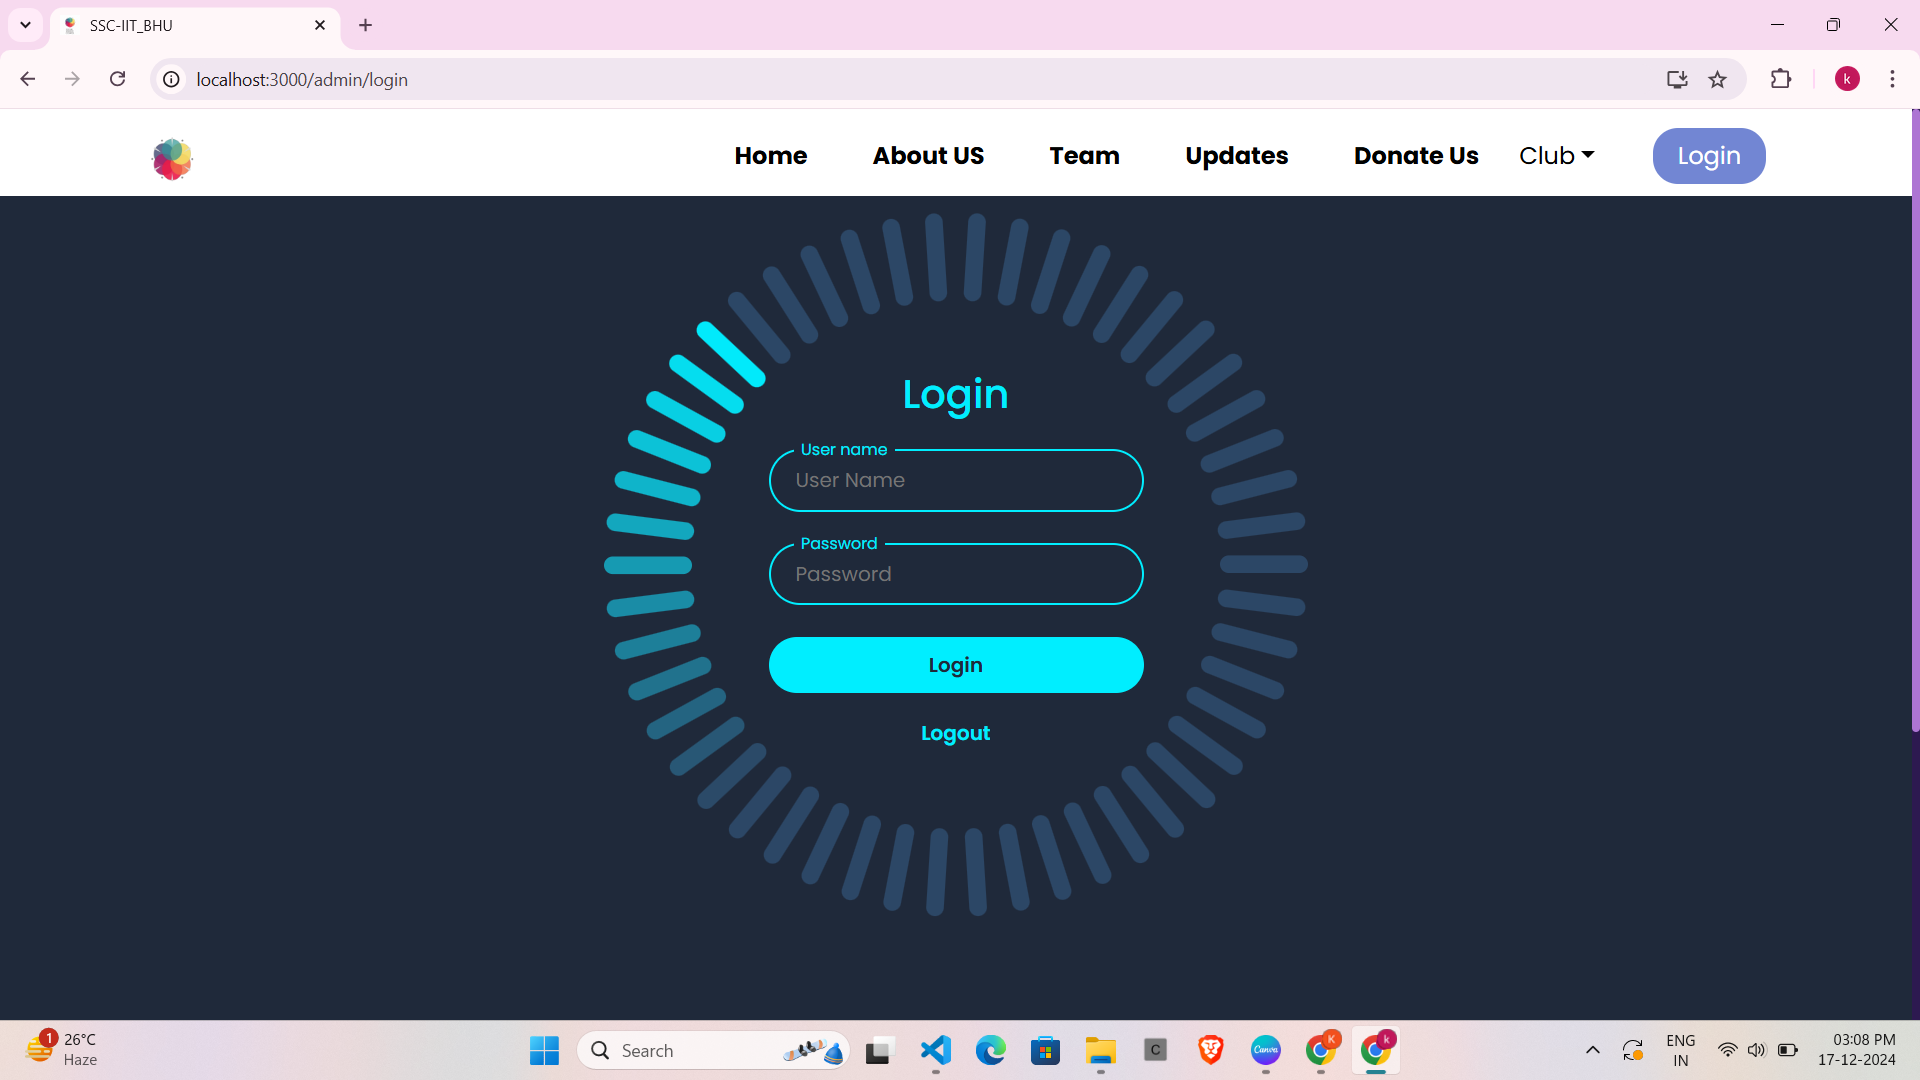 SSC-IIT_BHU
localhost:3000/admin/login
k
Home About US Team Updates Donate Us Club Login
Login
User name
User Name
Password
Password
Login
Logout
1
26°C
Haze
Search
C
Canva
K
k
ENG
IN
03:08 PM
17-12-2024